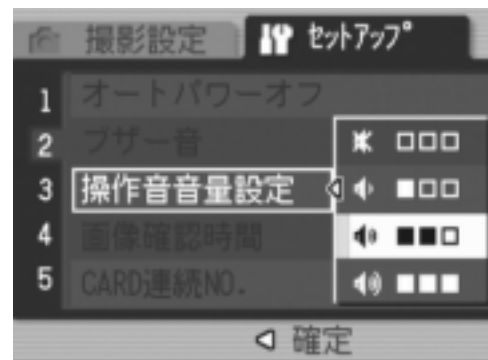 撮影設定 セットアップ
1 オートパワーオフ
2 ブザー音
3 操作音音量設定
4 画像確認時間
5 CARD連続NO.
確定